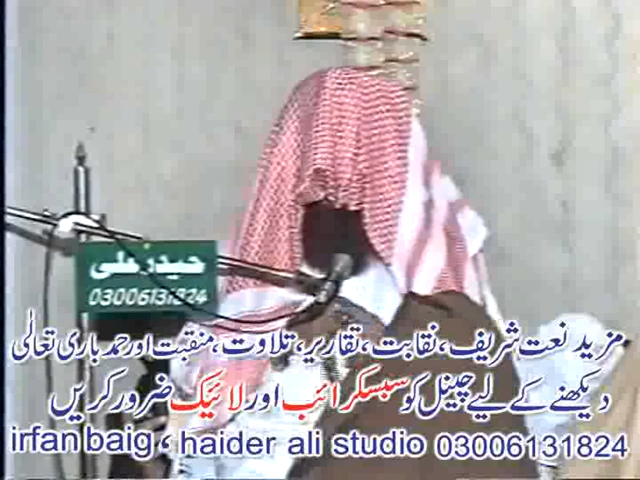 حیدر علی
03006131824
مزید نعت شریف، نقابت، تقاریر، تلاوت، منقبت اور حمد باری تعالٰی
دیکھنے کے لیے چینل کو سبسکرائب اور لائیک ضرور کریں
irfan baig، haider ali studio 03006131824